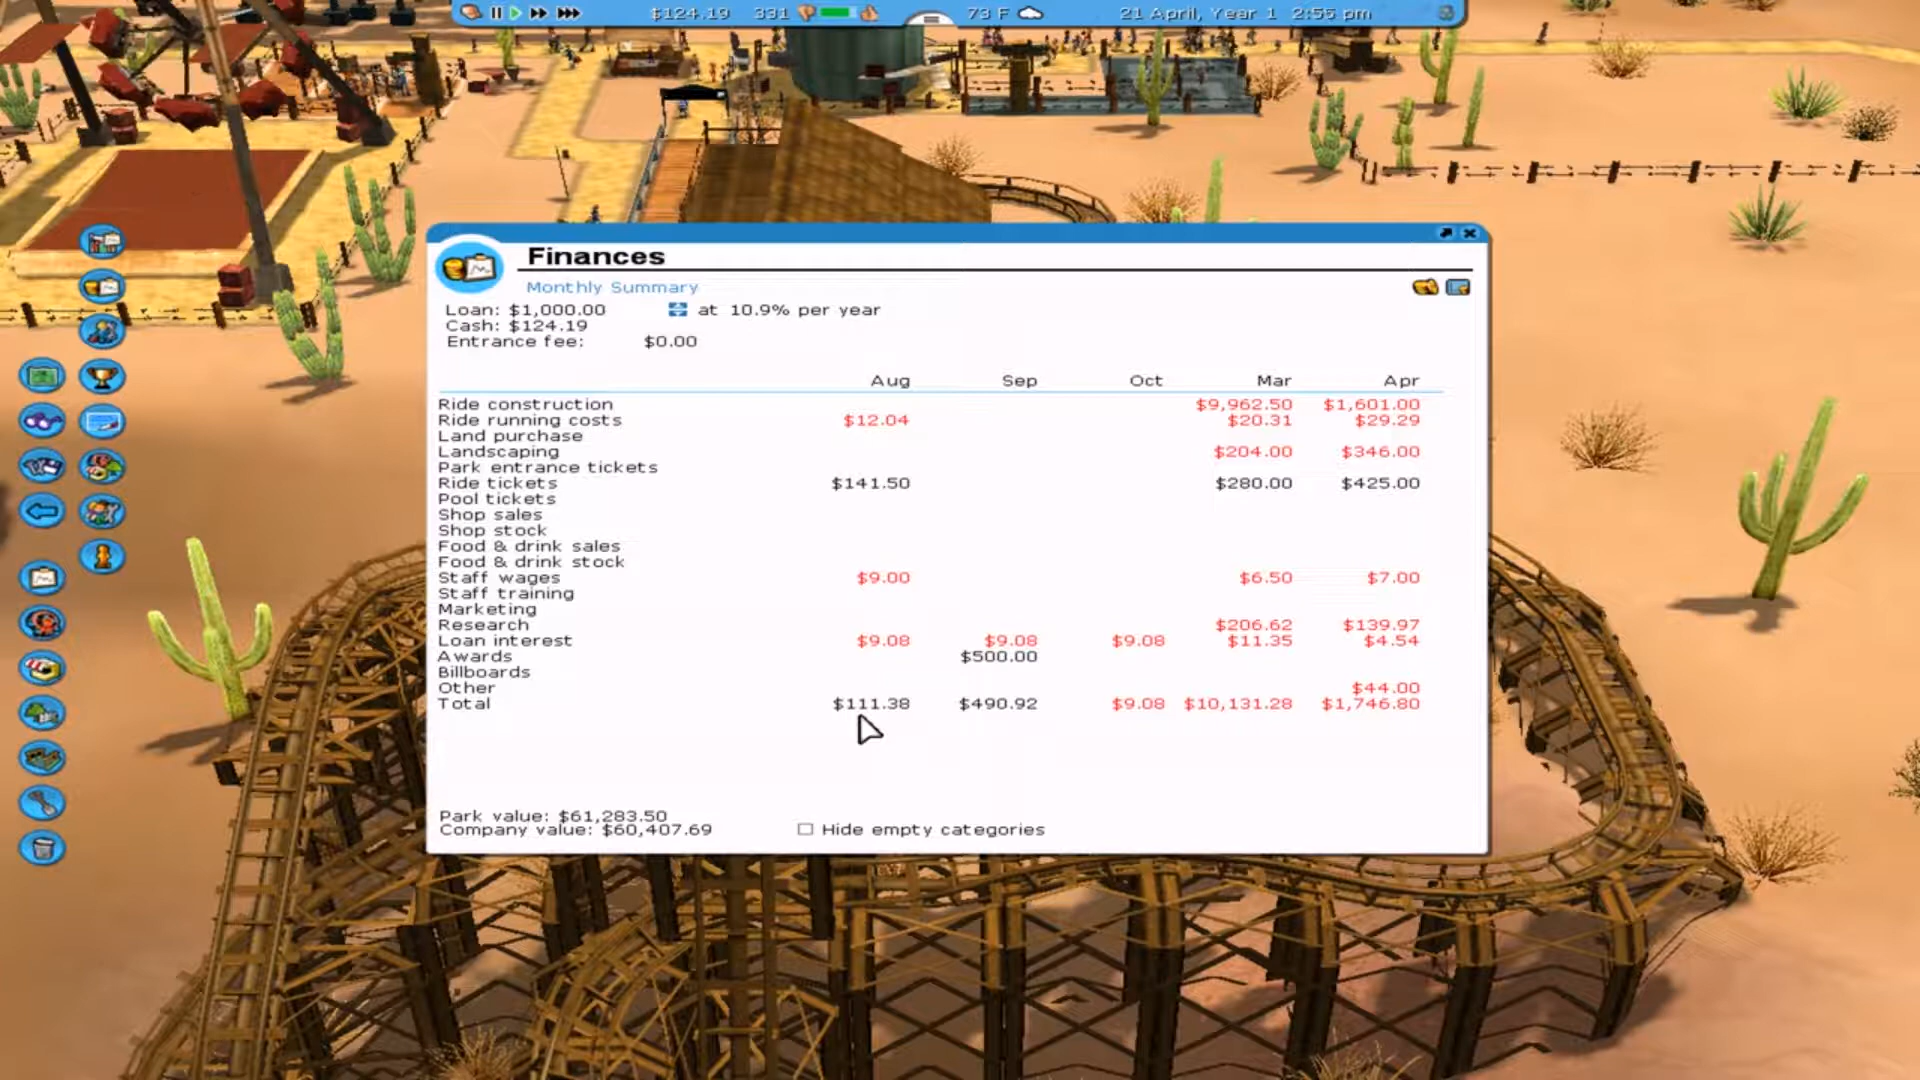 $124.19 331 73 F 21 April, Year 1 2:55 pm
Finances
Monthly Summary
Loan: $1,000.00 at 10.9% per year
Cash: $124.19
Entrance fee: $0.00
Aug Sep Oct Mar Apr
Ride construction $9,962.50 $1,601.00
Ride running costs $12.04 $20.31 $29.29
Land purchase
Landscaping $204.00 $346.00
Park entrance tickets
Ride tickets $141.50 $280.00 $425.00
Pool tickets
Shop sales
Shop stock
Food & drink sales
Food & drink stock
Staff wages $9.00 $6.50 $7.00
Staff training
Marketing
Research $206.62 $139.97
Loan interest $9.08 $9.08 $9.08 $11.35 $4.54
Awards $500.00
Billboards
Other $44.00
Total $111.38 $490.92 $9.08 $10,131.28 $1,746.80
Park value: $61,283.50
Company value: $60,407.69 Hide empty categories